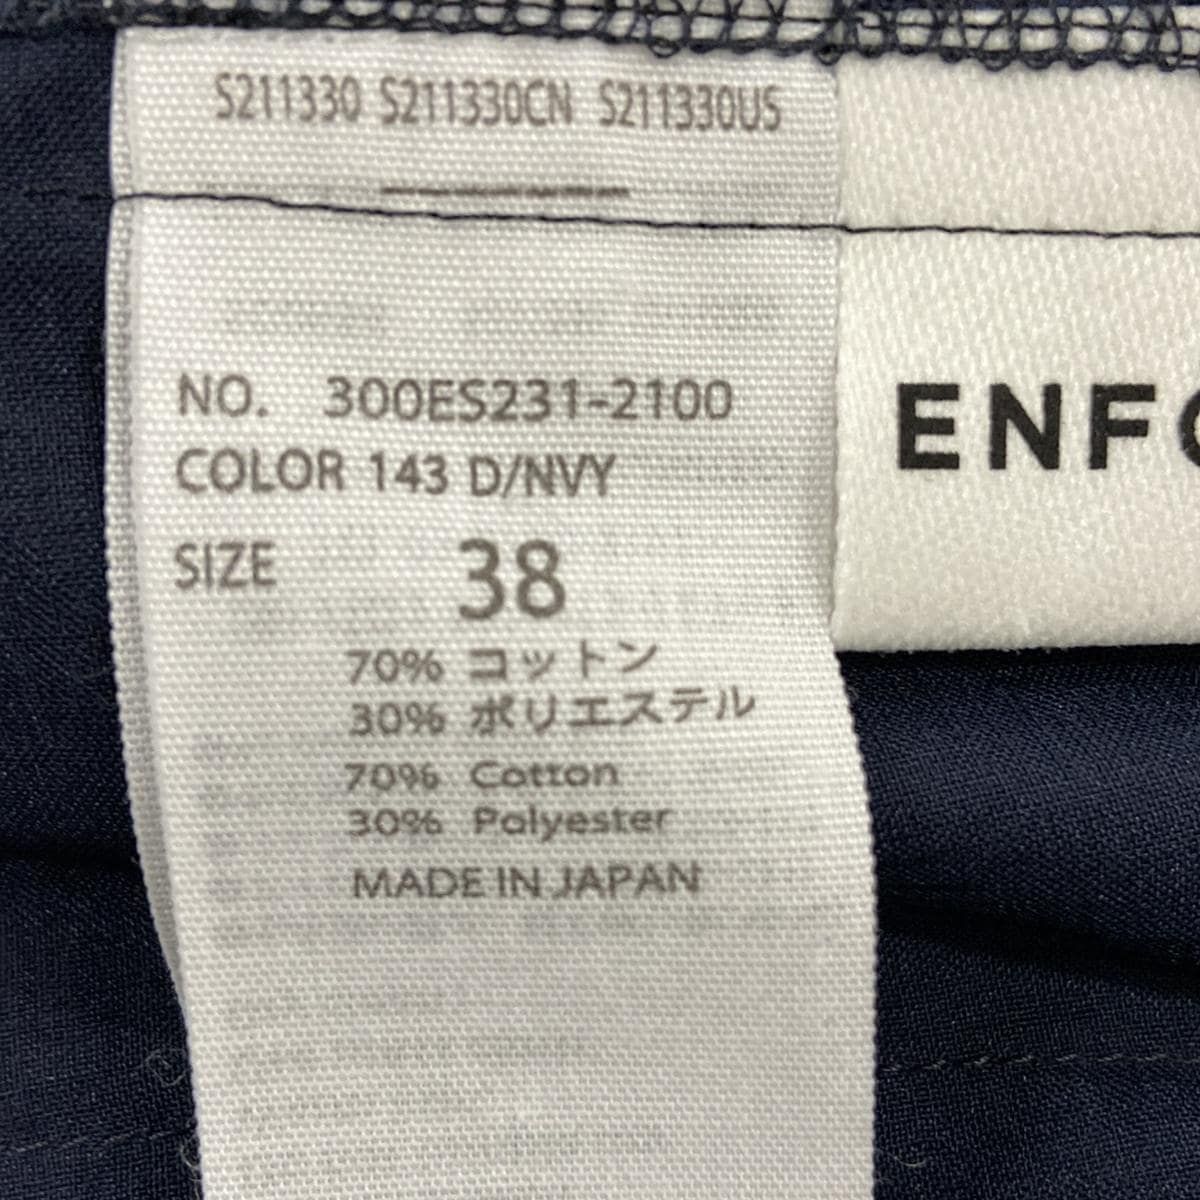 S211330 S211330CN S211330US
NO. 300ES231-2100
COLOR 143 D/NVY
SIZE 38
70% コットン
30% ポリエステル
70% Cotton
30% Polyester
MADE IN JAPAN
ENF